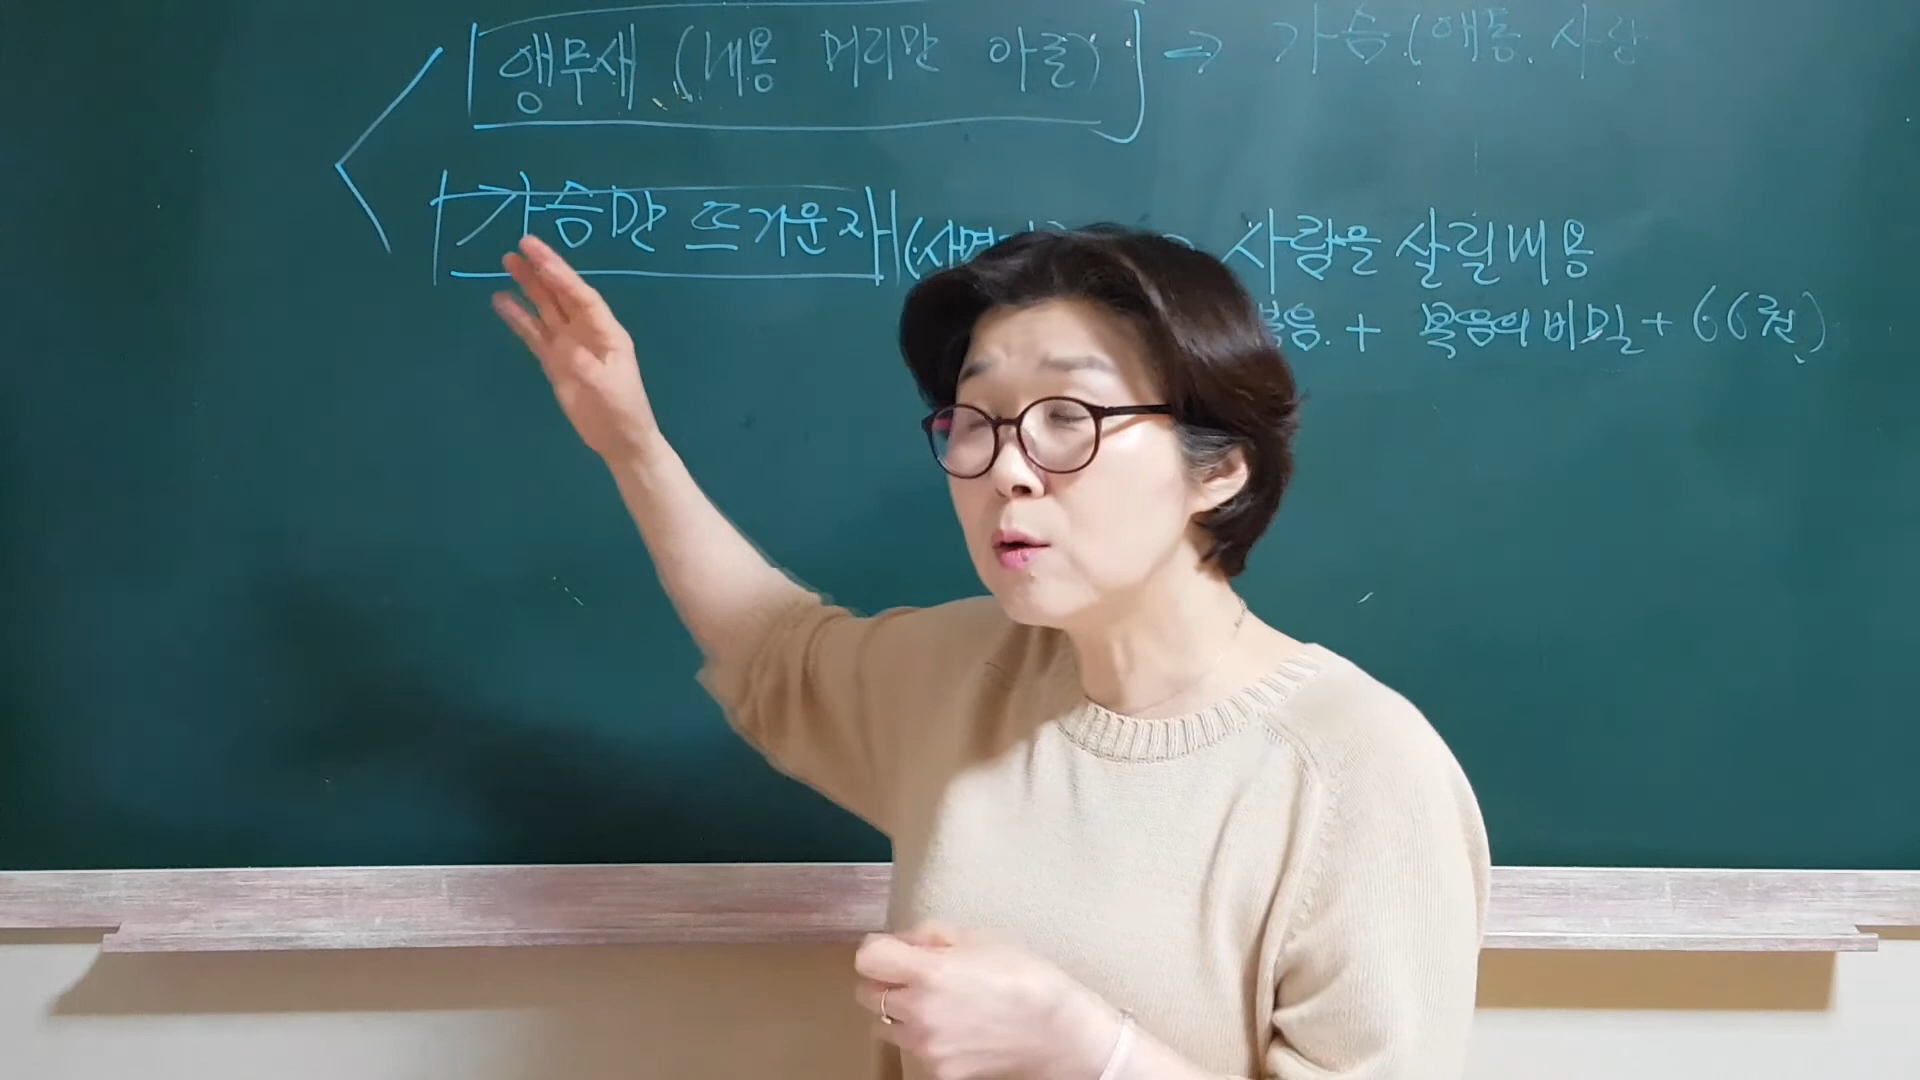 앵무새 (내용 머리만 아름) → 가슴 (애통. 사랑
가슴만 뜨거운 자 사람을 살릴 내용
복음. + 복음의 비밀 + 66권)